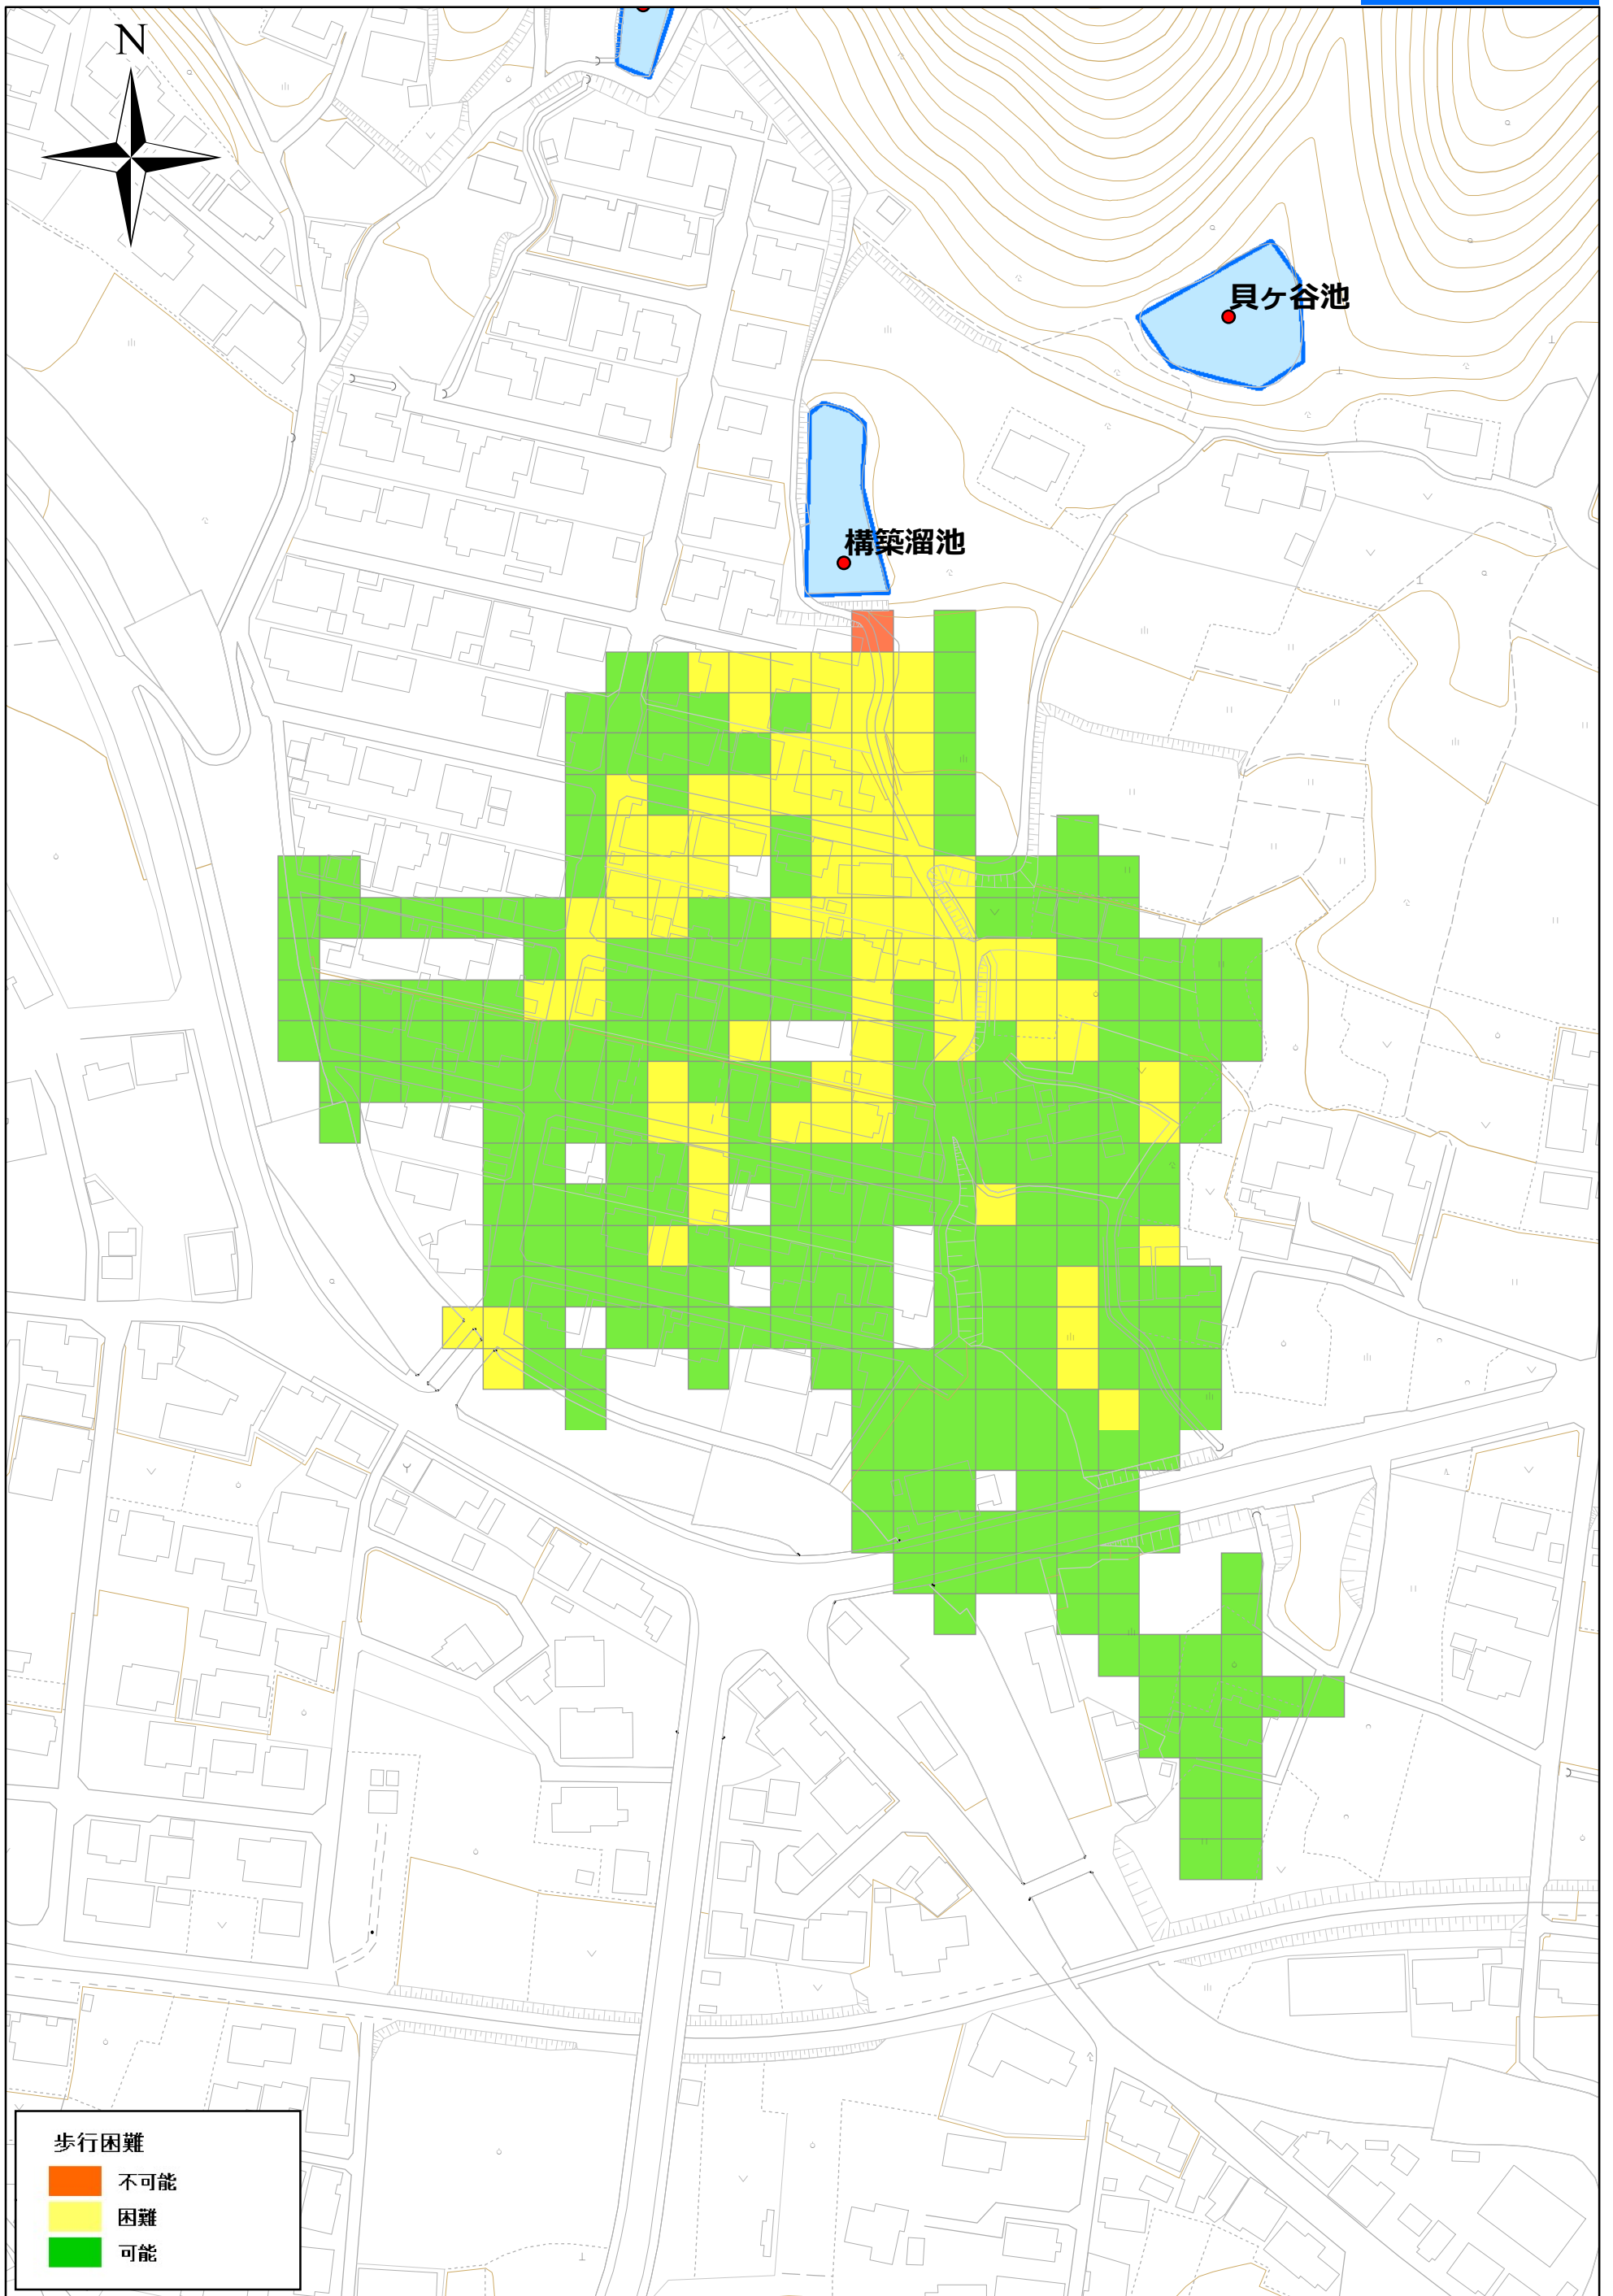 N
貝ヶ谷池
構築溜池
歩行困難
不可能
困難
可能